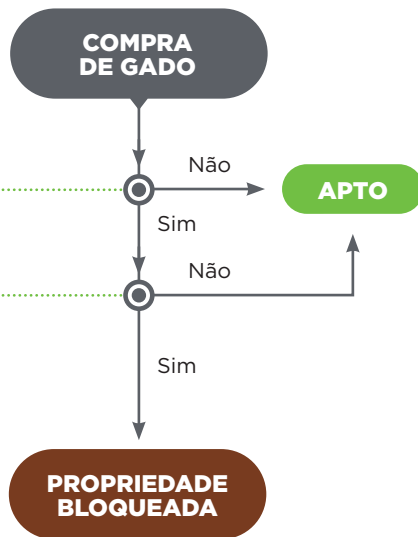 COMPRA
DE GADO
Não
APTO
Sim
Não
Sim
PROPRIEDADE
BLOQUEADA